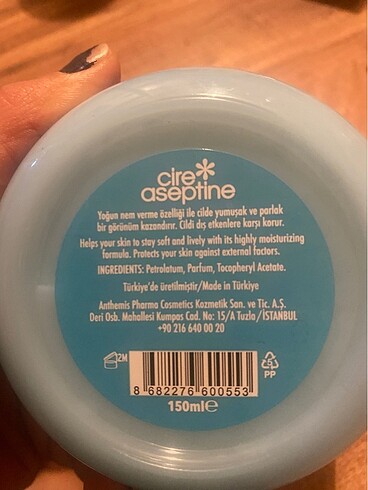 cire
aseptine
Yoğun nem verme özelliği ile cilde yumuşak ve parlak
bir görünüm kazandırır. Cildi dış etkenlere karşı korur.
Helps your skin to stay soft and lively with its highly moisturizing
formula. Protects your skin against external factors.
INGREDIENTS: Petrolatum, Parfum, Tocopheryl Acetate.
Türkiye'de üretilmiştir/Made in Türkiye
Anthemis Pharma Cosmetics Kozmetik San. ve Tic. A.Ş.
Deri Osb. Mahallesi Kumpas Cad. No: 15/A Tuzla/İSTANBUL
+90 216 640 00 20
2M
5
PP
8 682276 600553
150ml℮